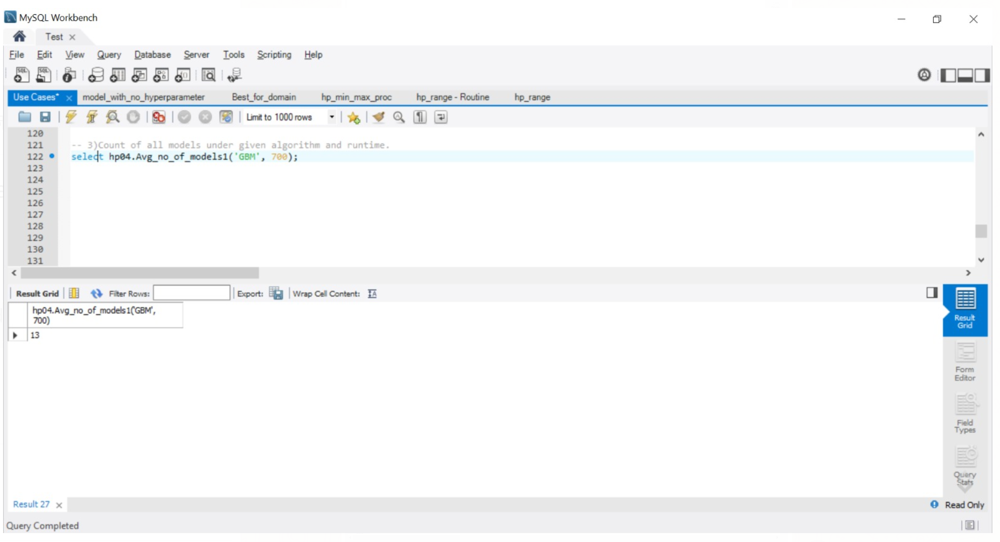 MySQL Workbench
Test
File Edit View Query Database Server Tools Scripting Help
Use Cases* model_with_no_hyperparameter Best_for_domain hp_min_max_proc hp_range - Routine hp_range
Limit to 1000 rows
120
121 -- 3)Count of all models under given algorithm and runtime.
122 select hp04.Avg_no_of_models1('GBM', 700);
123
124
125
126
127
128
129
130
131
Result Grid Filter Rows: Export: Wrap Cell Content:
hp04.Avg_no_of_models1('GBM',
700)
13
Result
Grid
Form
Editor
Field
Types
Query
Stats
Result 27
Read Only
Query Completed